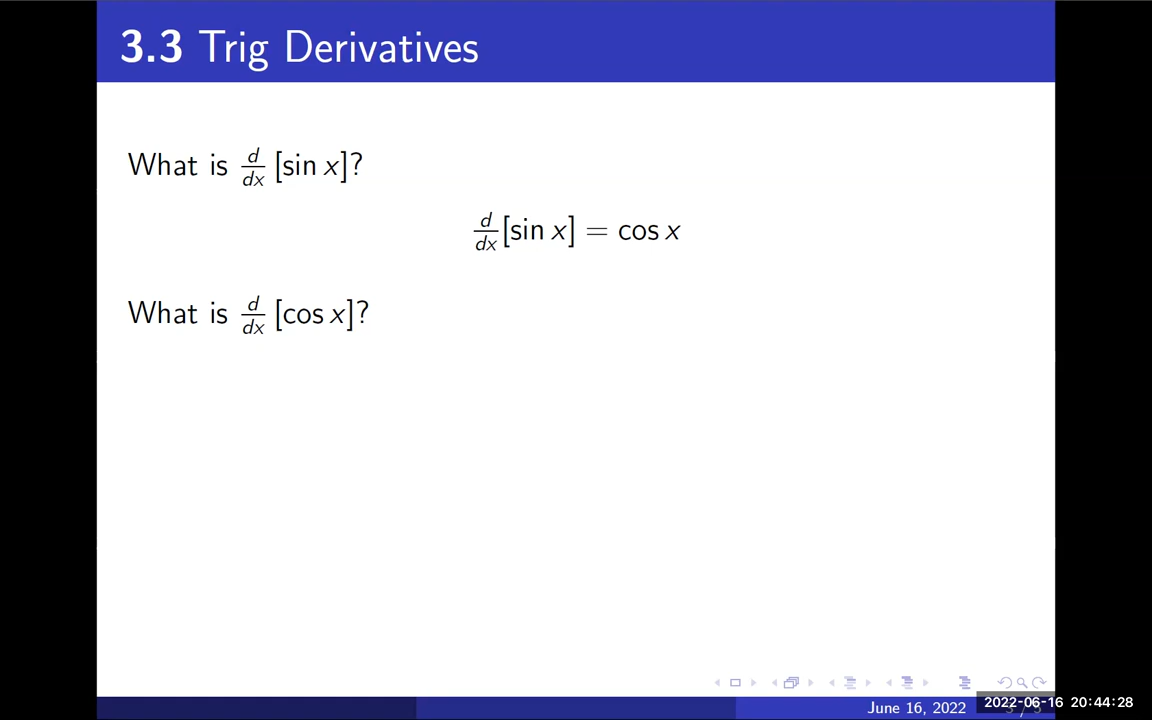 3.3 Trig Derivatives
What is d/dx [sin x]?
d/dx[sin x] = cos x
What is d/dx [cos x]?
June 16, 2022
2022-06-16 20:44:28